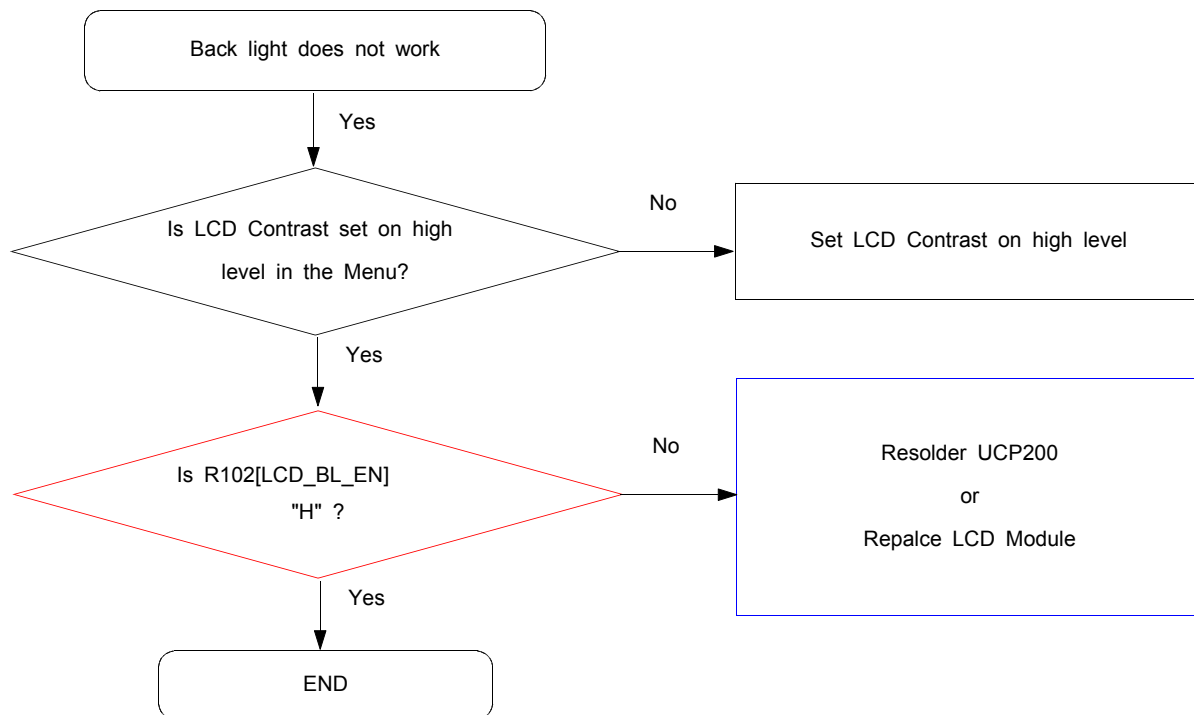 Back light does not work
Yes
Is LCD Contrast set on high
level in the Menu?
No
Set LCD Contrast on high level
Yes
Is R102[LCD_BL_EN]
"H" ?
No
Resolder UCP200
or
Repalce LCD Module
Yes
END